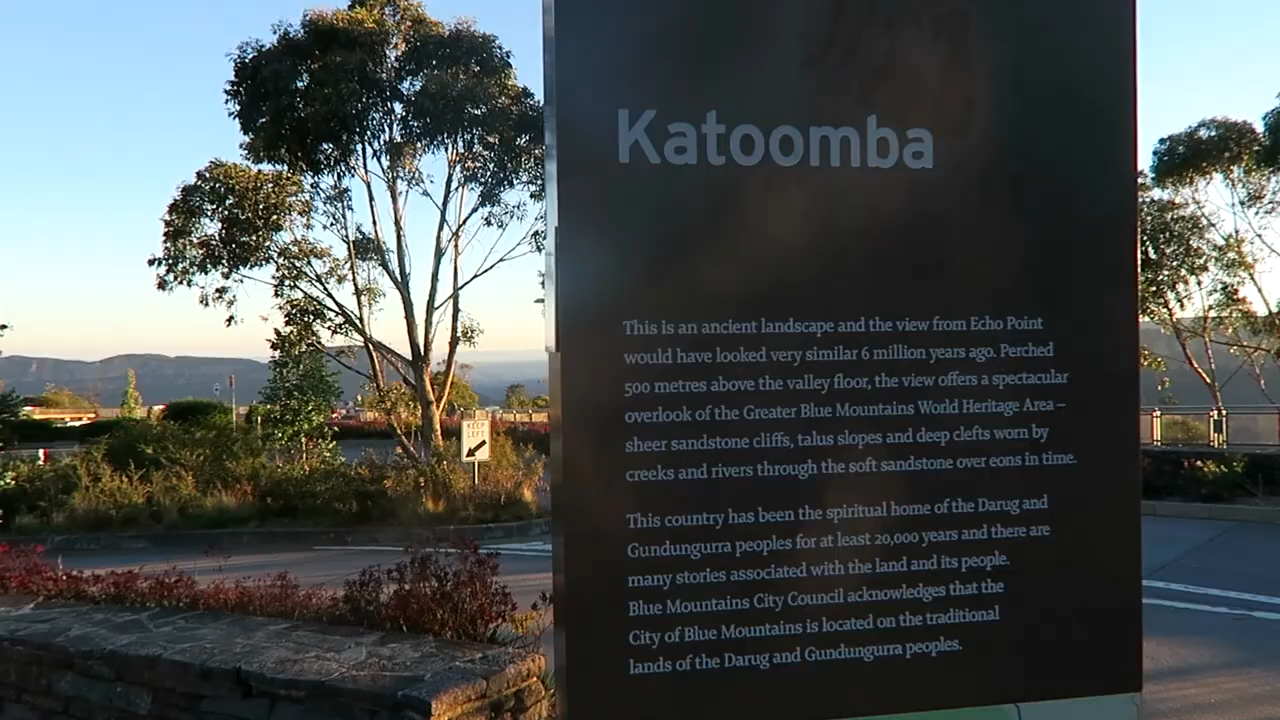 Katoomba
This is an ancient landscape and the view from Echo Point
would have looked very similar 6 million years ago. Perched
500 metres above the valley floor, the view offers a spectacular
overlook of the Greater Blue Mountains World Heritage Area –
sheer sandstone cliffs, talus slopes and deep clefts worn by
creeks and rivers through the soft sandstone over eons in time.
This country has been the spiritual home of the Darug and
Gundungurra peoples for at least 20,000 years and there are
many stories associated with the land and its people.
Blue Mountains City Council acknowledges that the
City of Blue Mountains is located on the traditional
lands of the Darug and Gundungurra peoples.
KEEP
LEFT